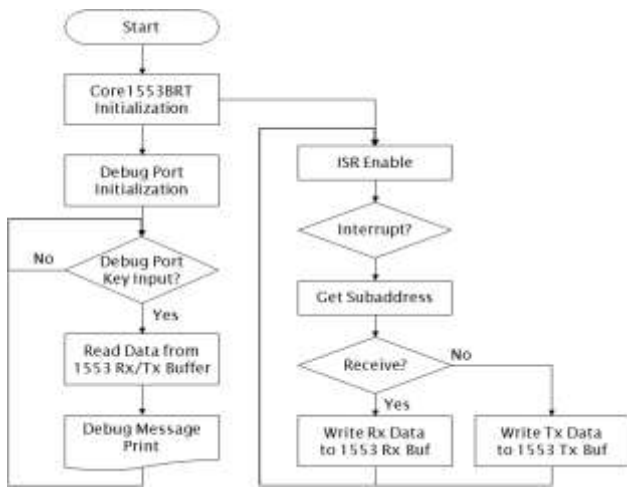 Start
Core1553BRT
Initialization
Debug Port
Initialization
No
Debug Port
Key Input?
Yes
Read Data from
1553 Rx/Tx Buffer
Debug Message
Print
ISR Enable
Interrupt?
Get Subaddress
Receive?
No
Yes
Write Rx Data
to 1553 Rx Buf
Write Tx Data
to 1553 Tx Buf